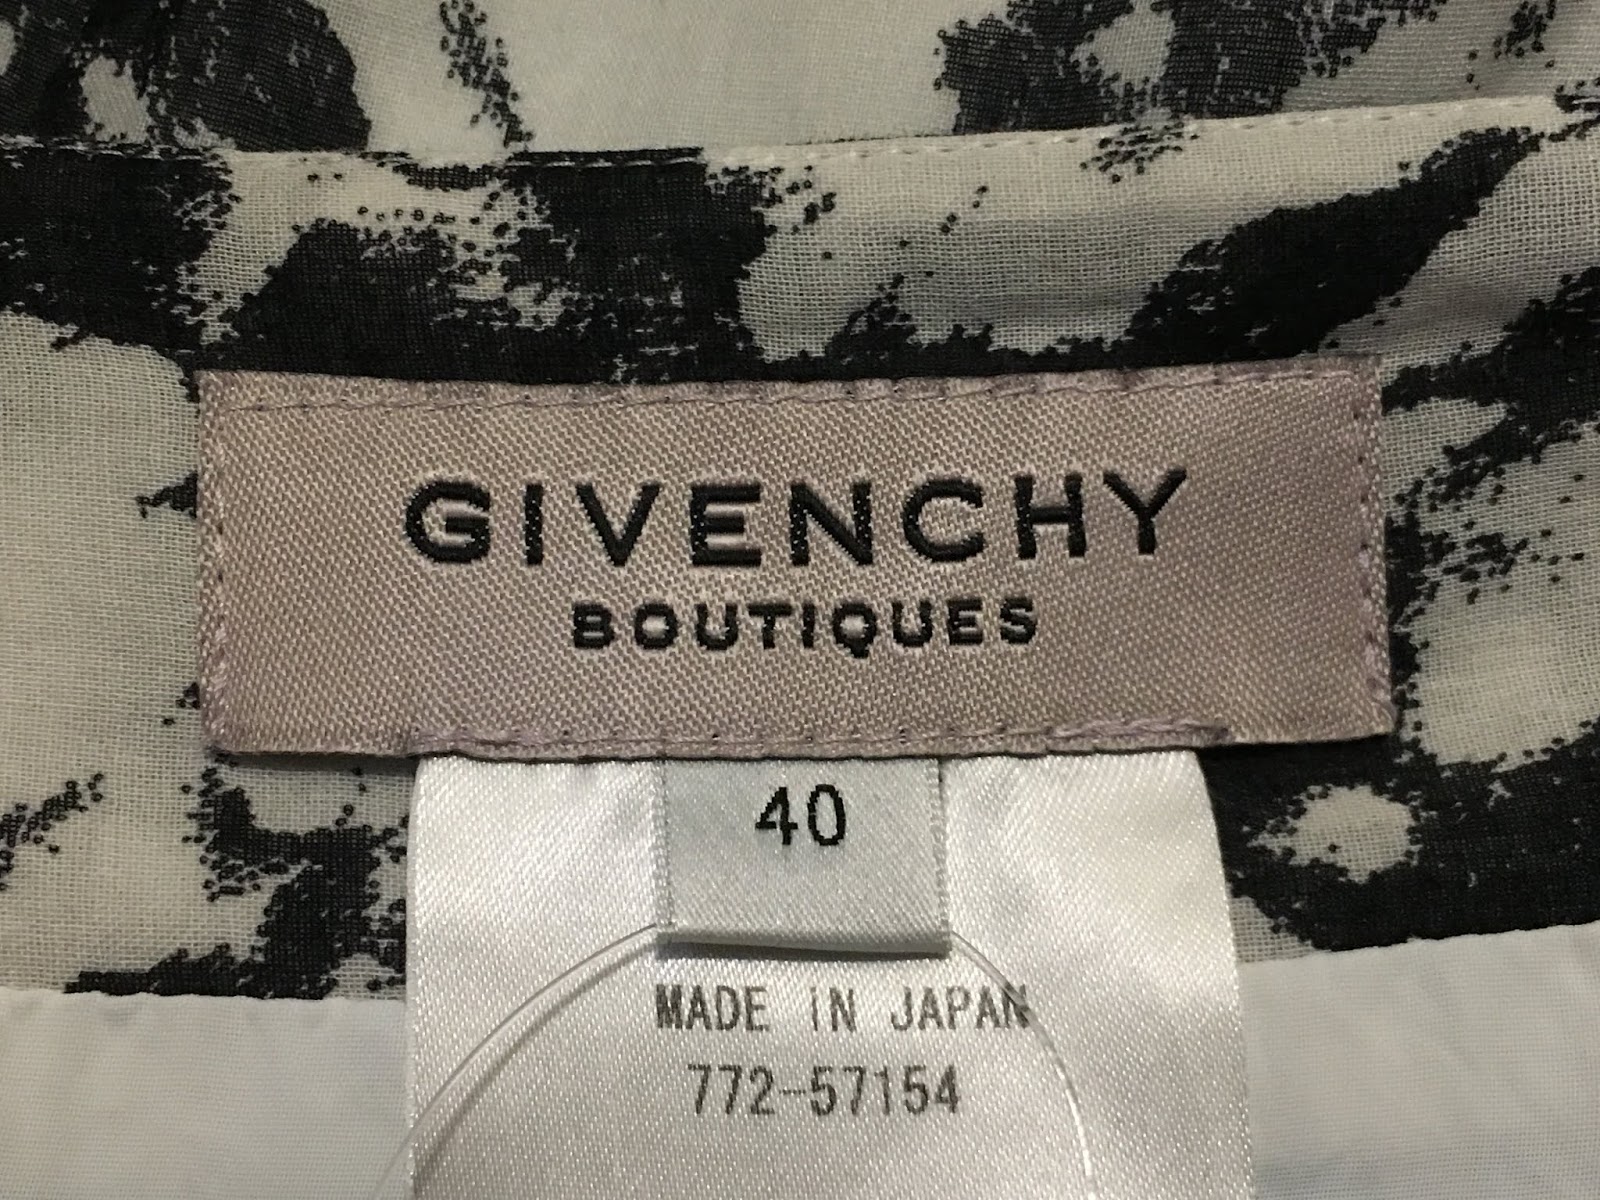 GIVENCHY
BOUTIQUES
40
MADE IN JAPAN
772-57154